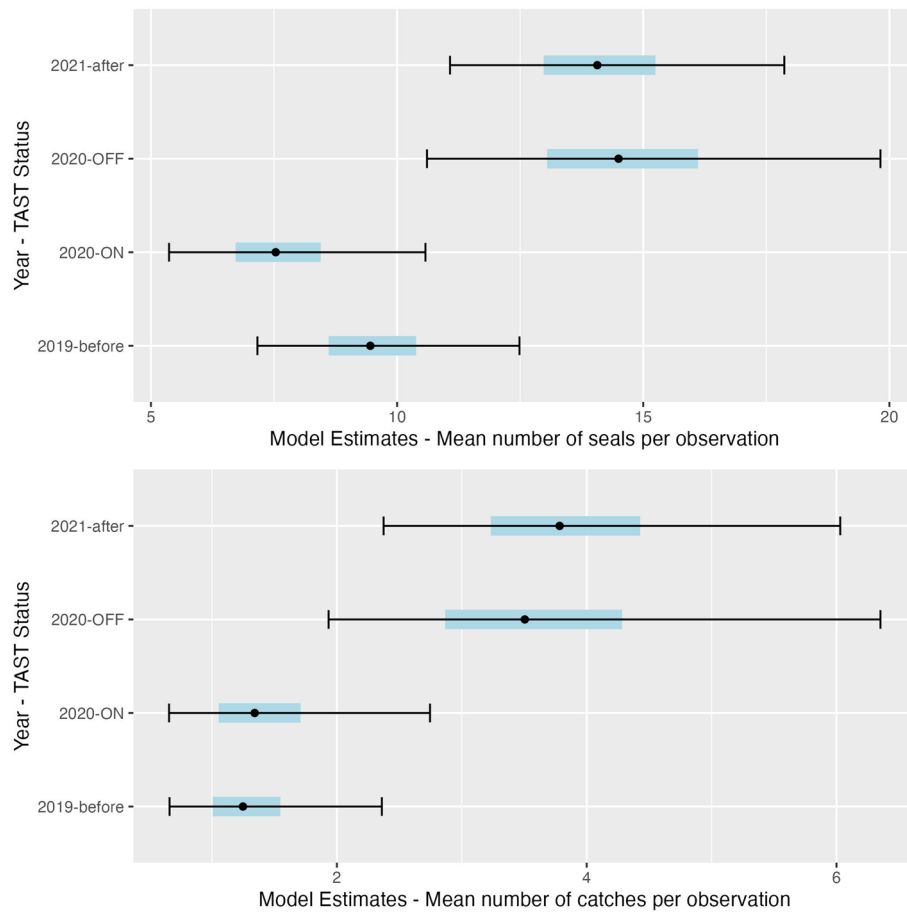 2021-after
2020-OFF
2020-ON
2019-before
Year - TAST Status
5 10 15 20
Model Estimates - Mean number of seals per observation
2021-after
2020-OFF
2020-ON
2019-before
Year - TAST Status
2 4 6
Model Estimates - Mean number of catches per observation